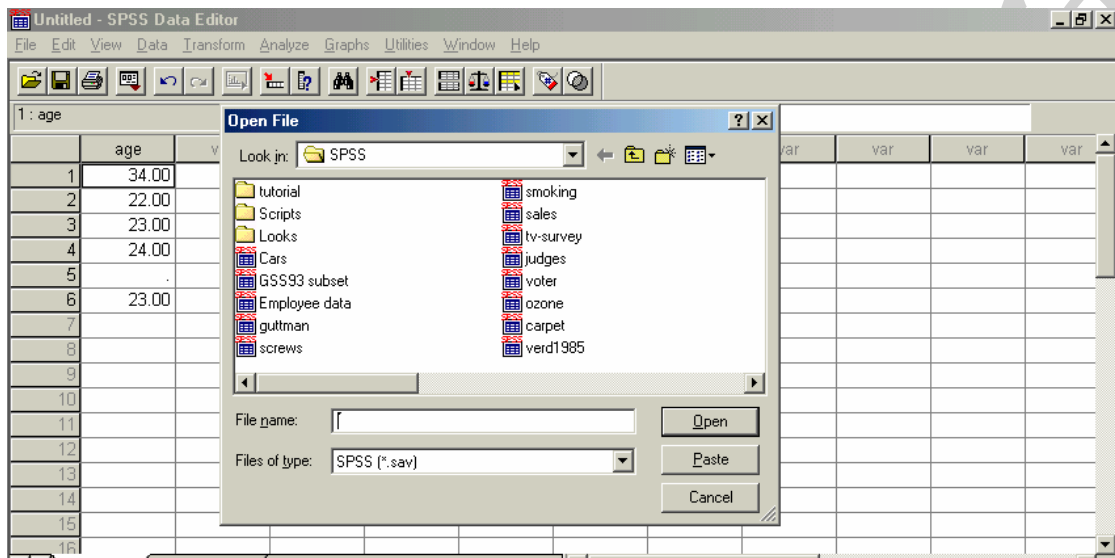 Untitled - SPSS Data Editor
File Edit View Data Transform Analyze Graphs Utilities Window Help
1 : age
Open File
Look in: SPSS
age var var var var
1 34.00
2 22.00
3 23.00
4 24.00
5 .
6 23.00
7
8
9
10
11
12
13
14
15
16
tutorial
Scripts
Looks
Cars
GSS93 subset
Employee data
guttman
screws
smoking
sales
tv-survey
judges
voter
ozone
carpet
verd1985
File name:
Open
Files of type: SPSS (*.sav)
Paste
Cancel